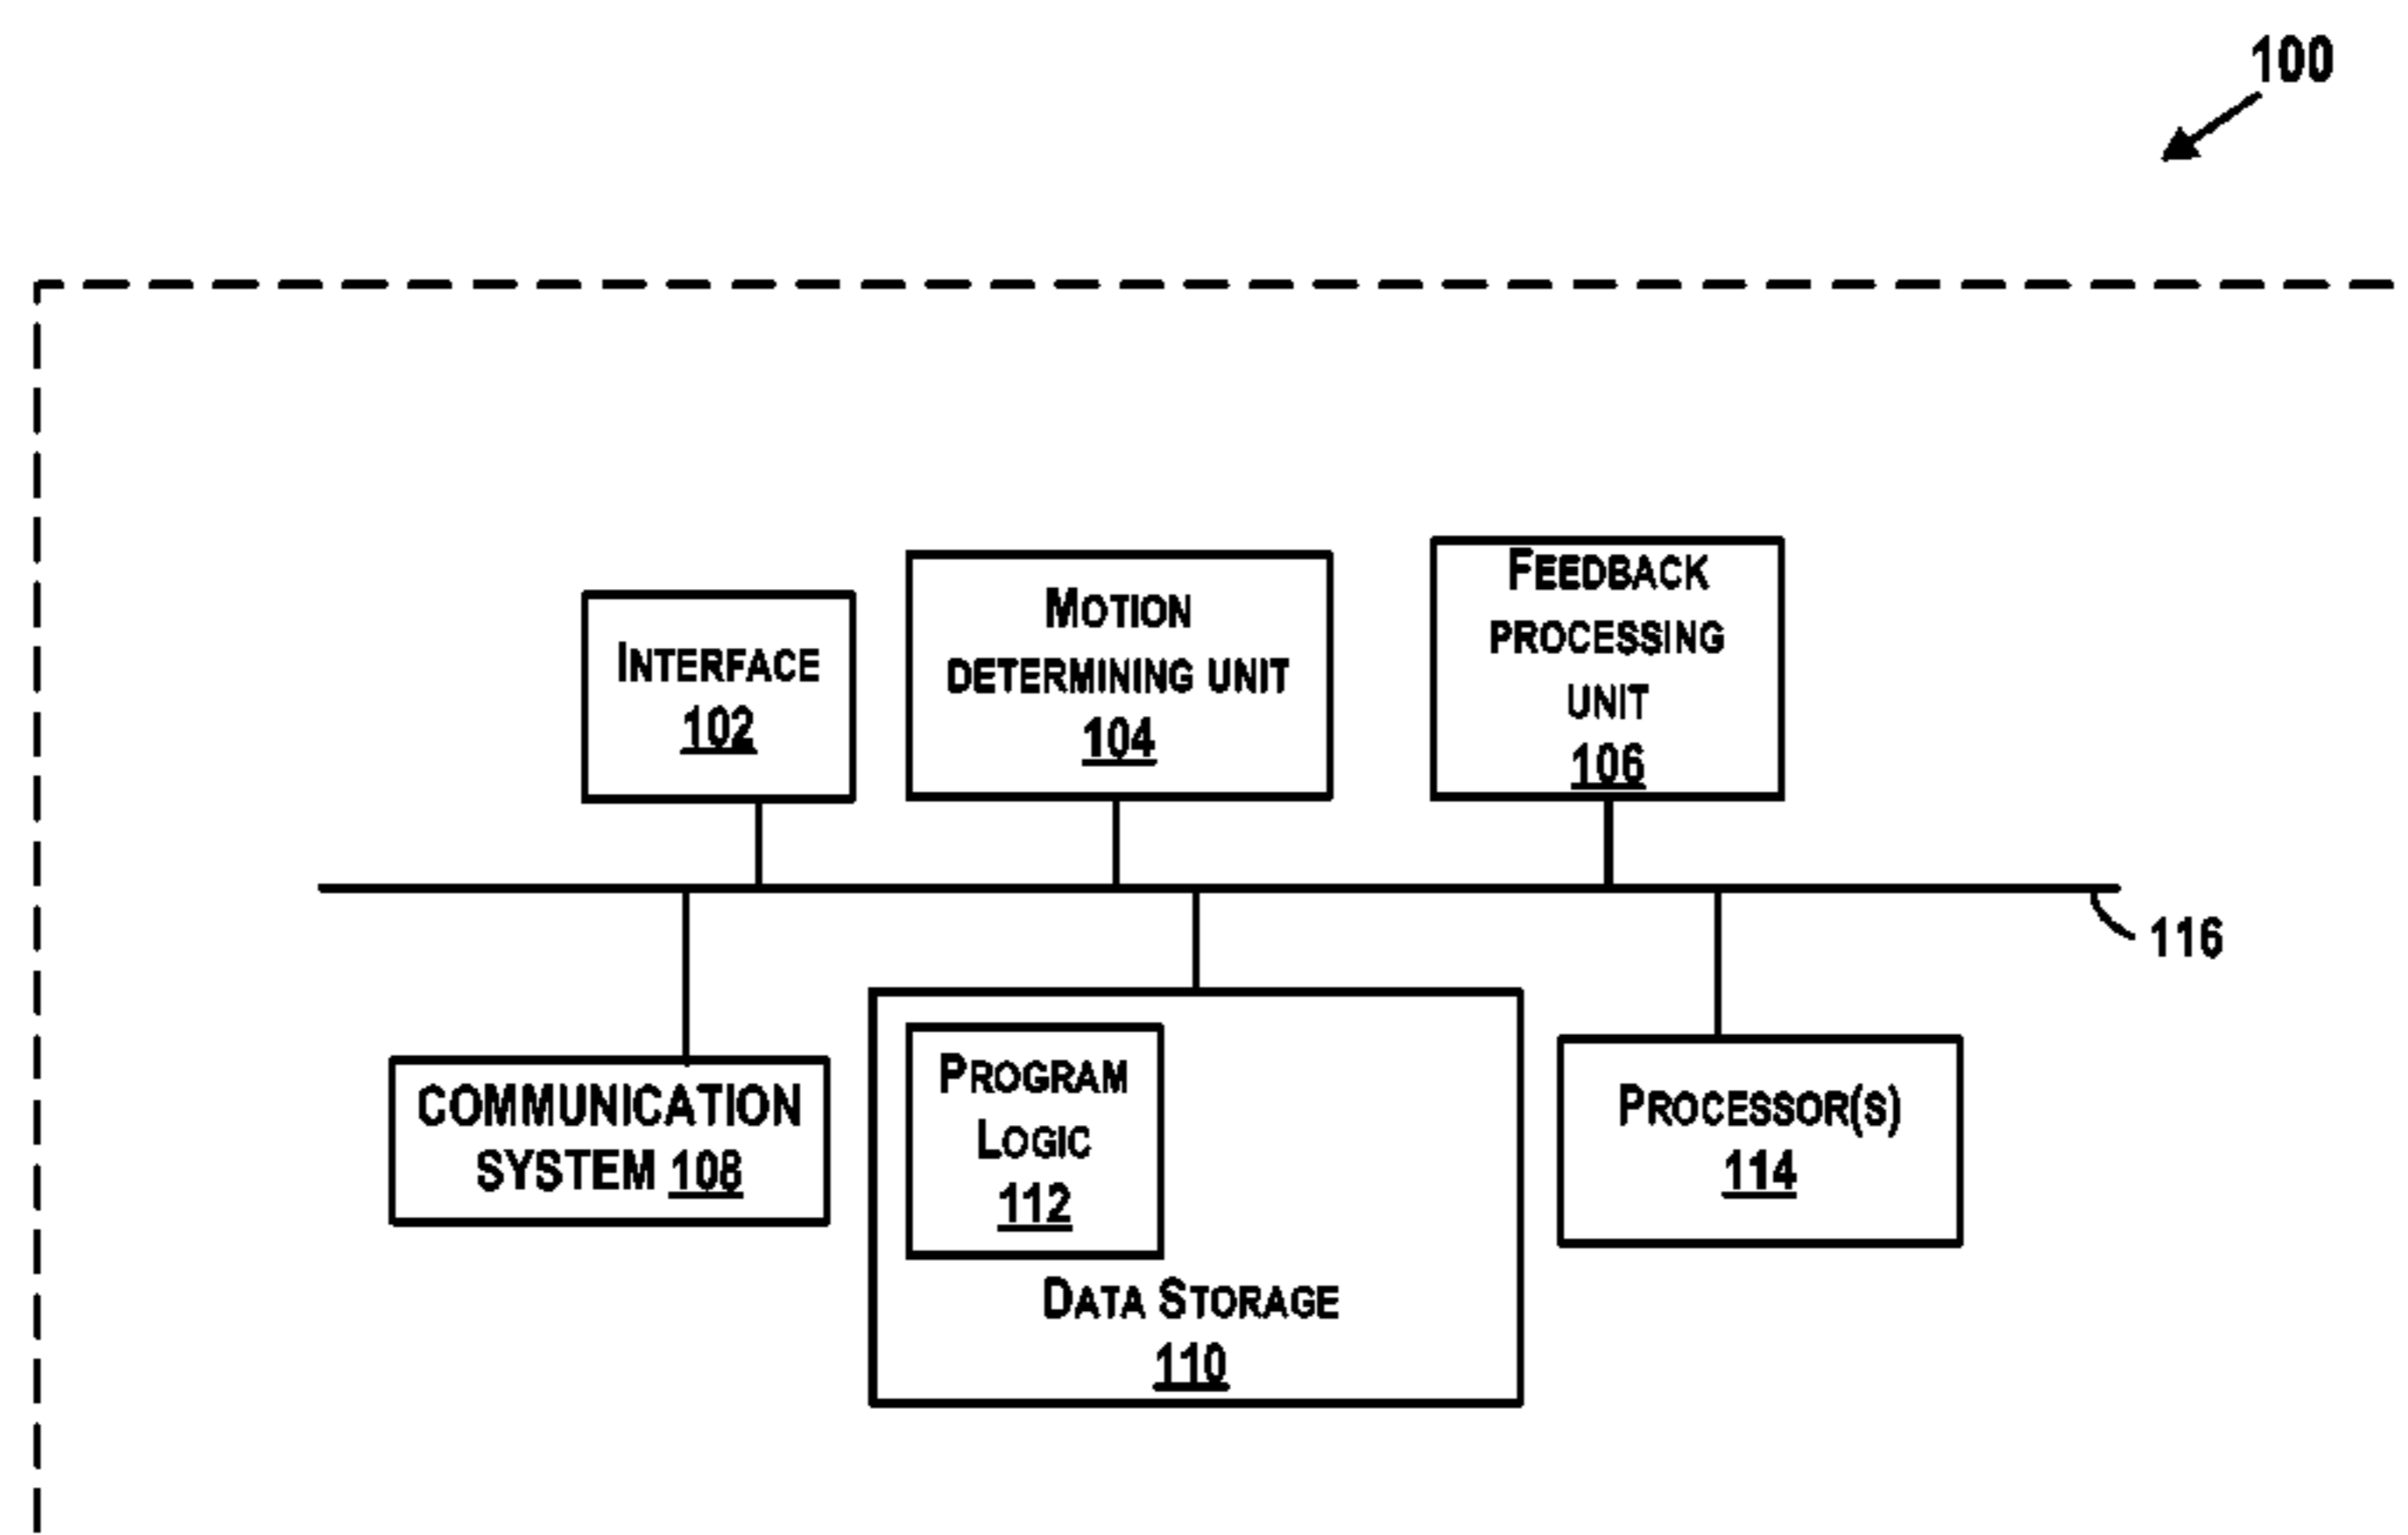 100
INTERFACE
102
MOTION
DETERMINING UNIT
104
FEEDBACK
PROCESSING
UNIT
106
116
COMMUNICATION
SYSTEM 108
PROGRAM
LOGIC
112
DATA STORAGE
110
PROCESSOR(S)
114